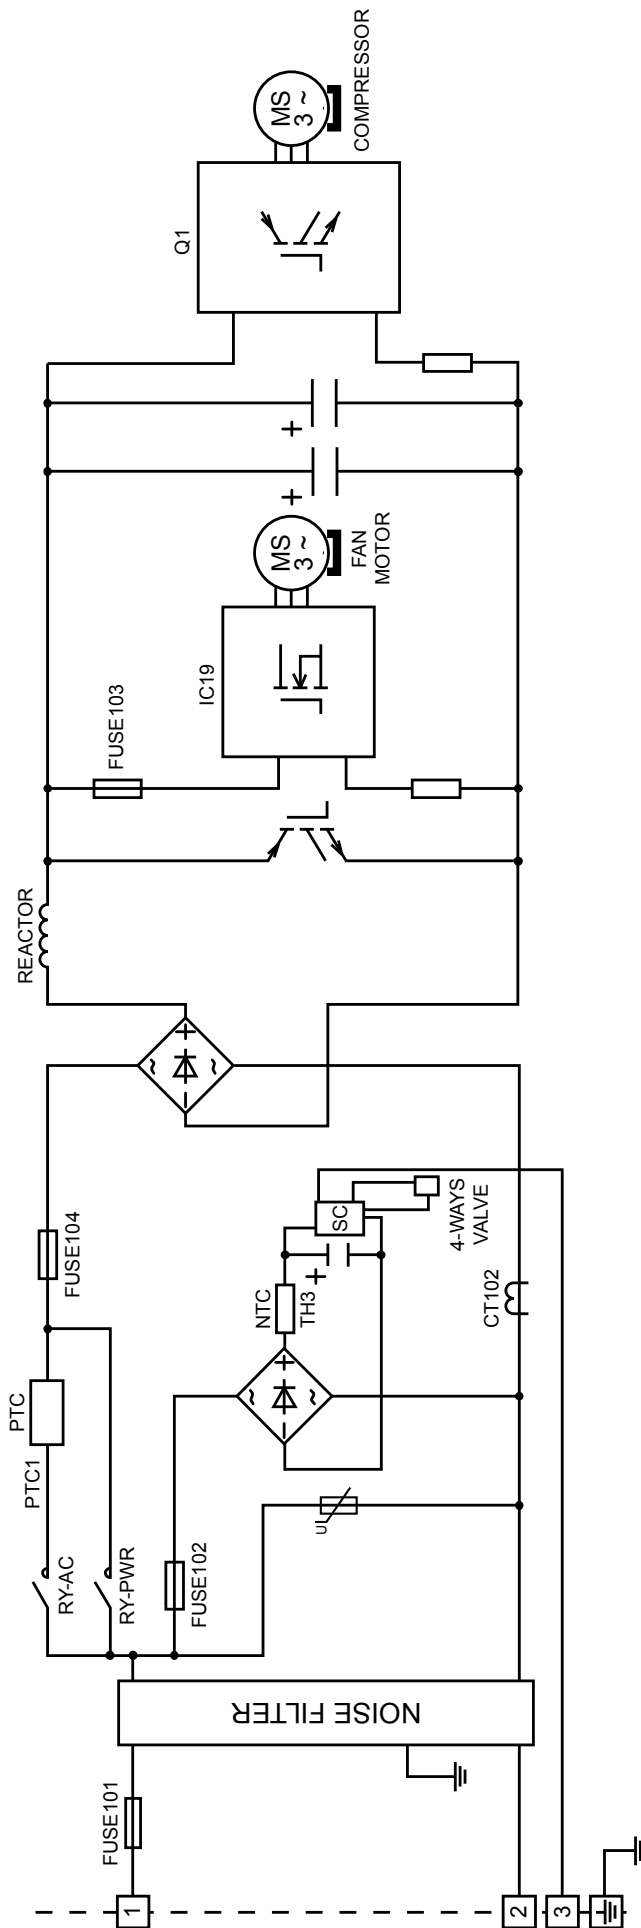 1
2
3
FUSE101
NOISE FILTER
RY-AC
RY-PWR
FUSE102
PTC1
PTC
FUSE104
U
~
+
~
NTC
TH3
+
SC
4-WAYS
VALVE
CT102
~
+
~
REACTOR
FUSE103
IC19
MS
3 ~
FAN
MOTOR
+
+
Q1
MS
3 ~
COMPRESSOR